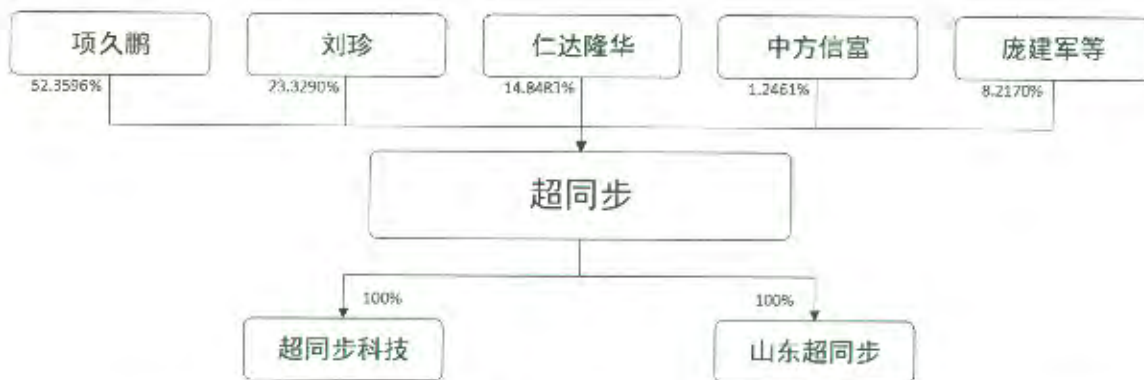 项久鹏 刘珍 仁达隆华 中方信富 庞建军等
52.3596% 23.3290% 14.8483% 1.2461% 8.2170%
超同步
100% 100%
超同步科技 山东超同步